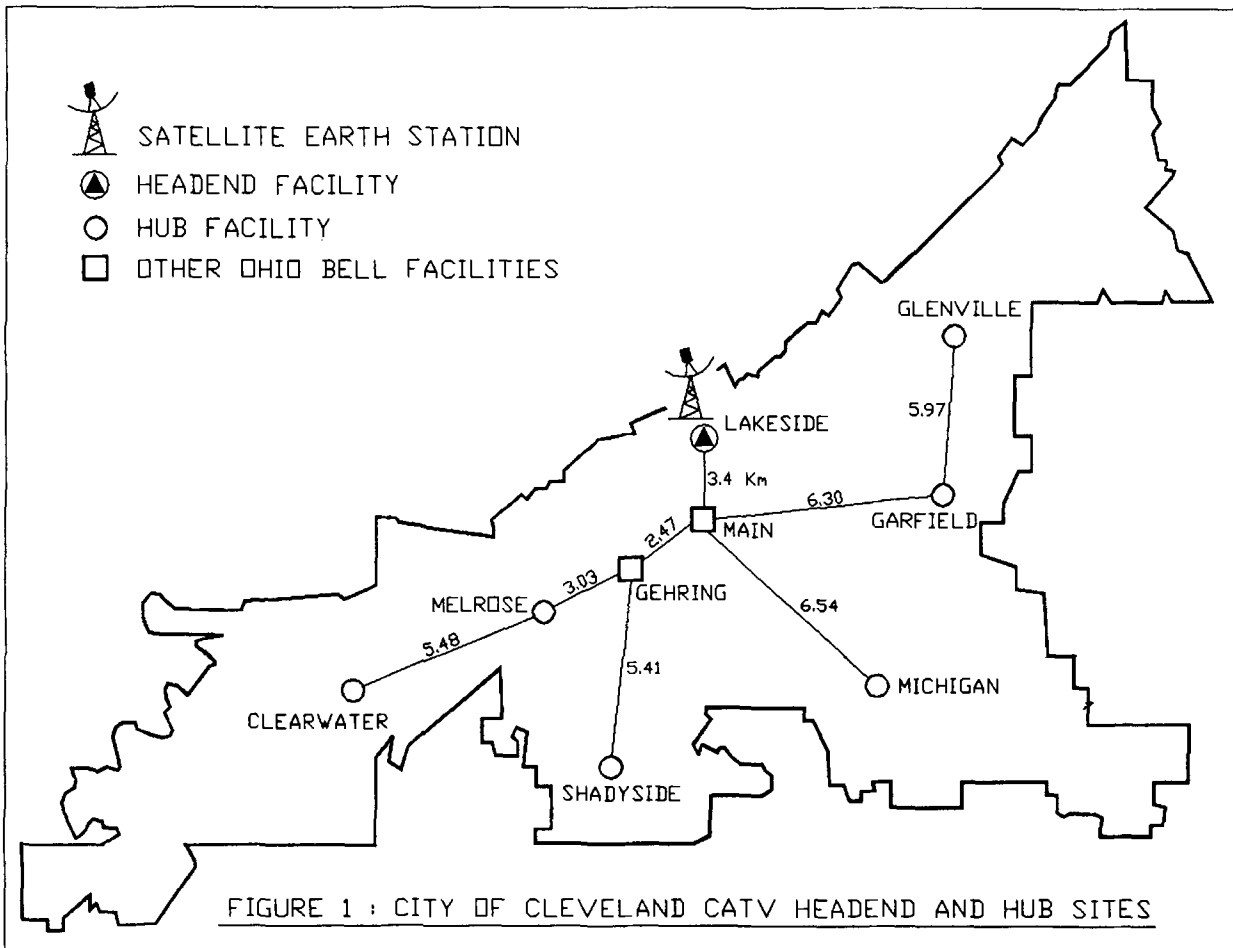 SATELLITE EARTH STATION
HEADEND FACILITY
HUB FACILITY
OTHER OHIO BELL FACILITIES
GLENVILLE
5.97
LAKESIDE
3.4 Km
6.30
GARFIELD
MAIN
2.47
GEHRING
3.03
MELROSE
6.54
5.48
5.41
MICHIGAN
CLEARWATER
SHADYSIDE
FIGURE 1 : CITY OF CLEVELAND CATV HEADEND AND HUB SITES